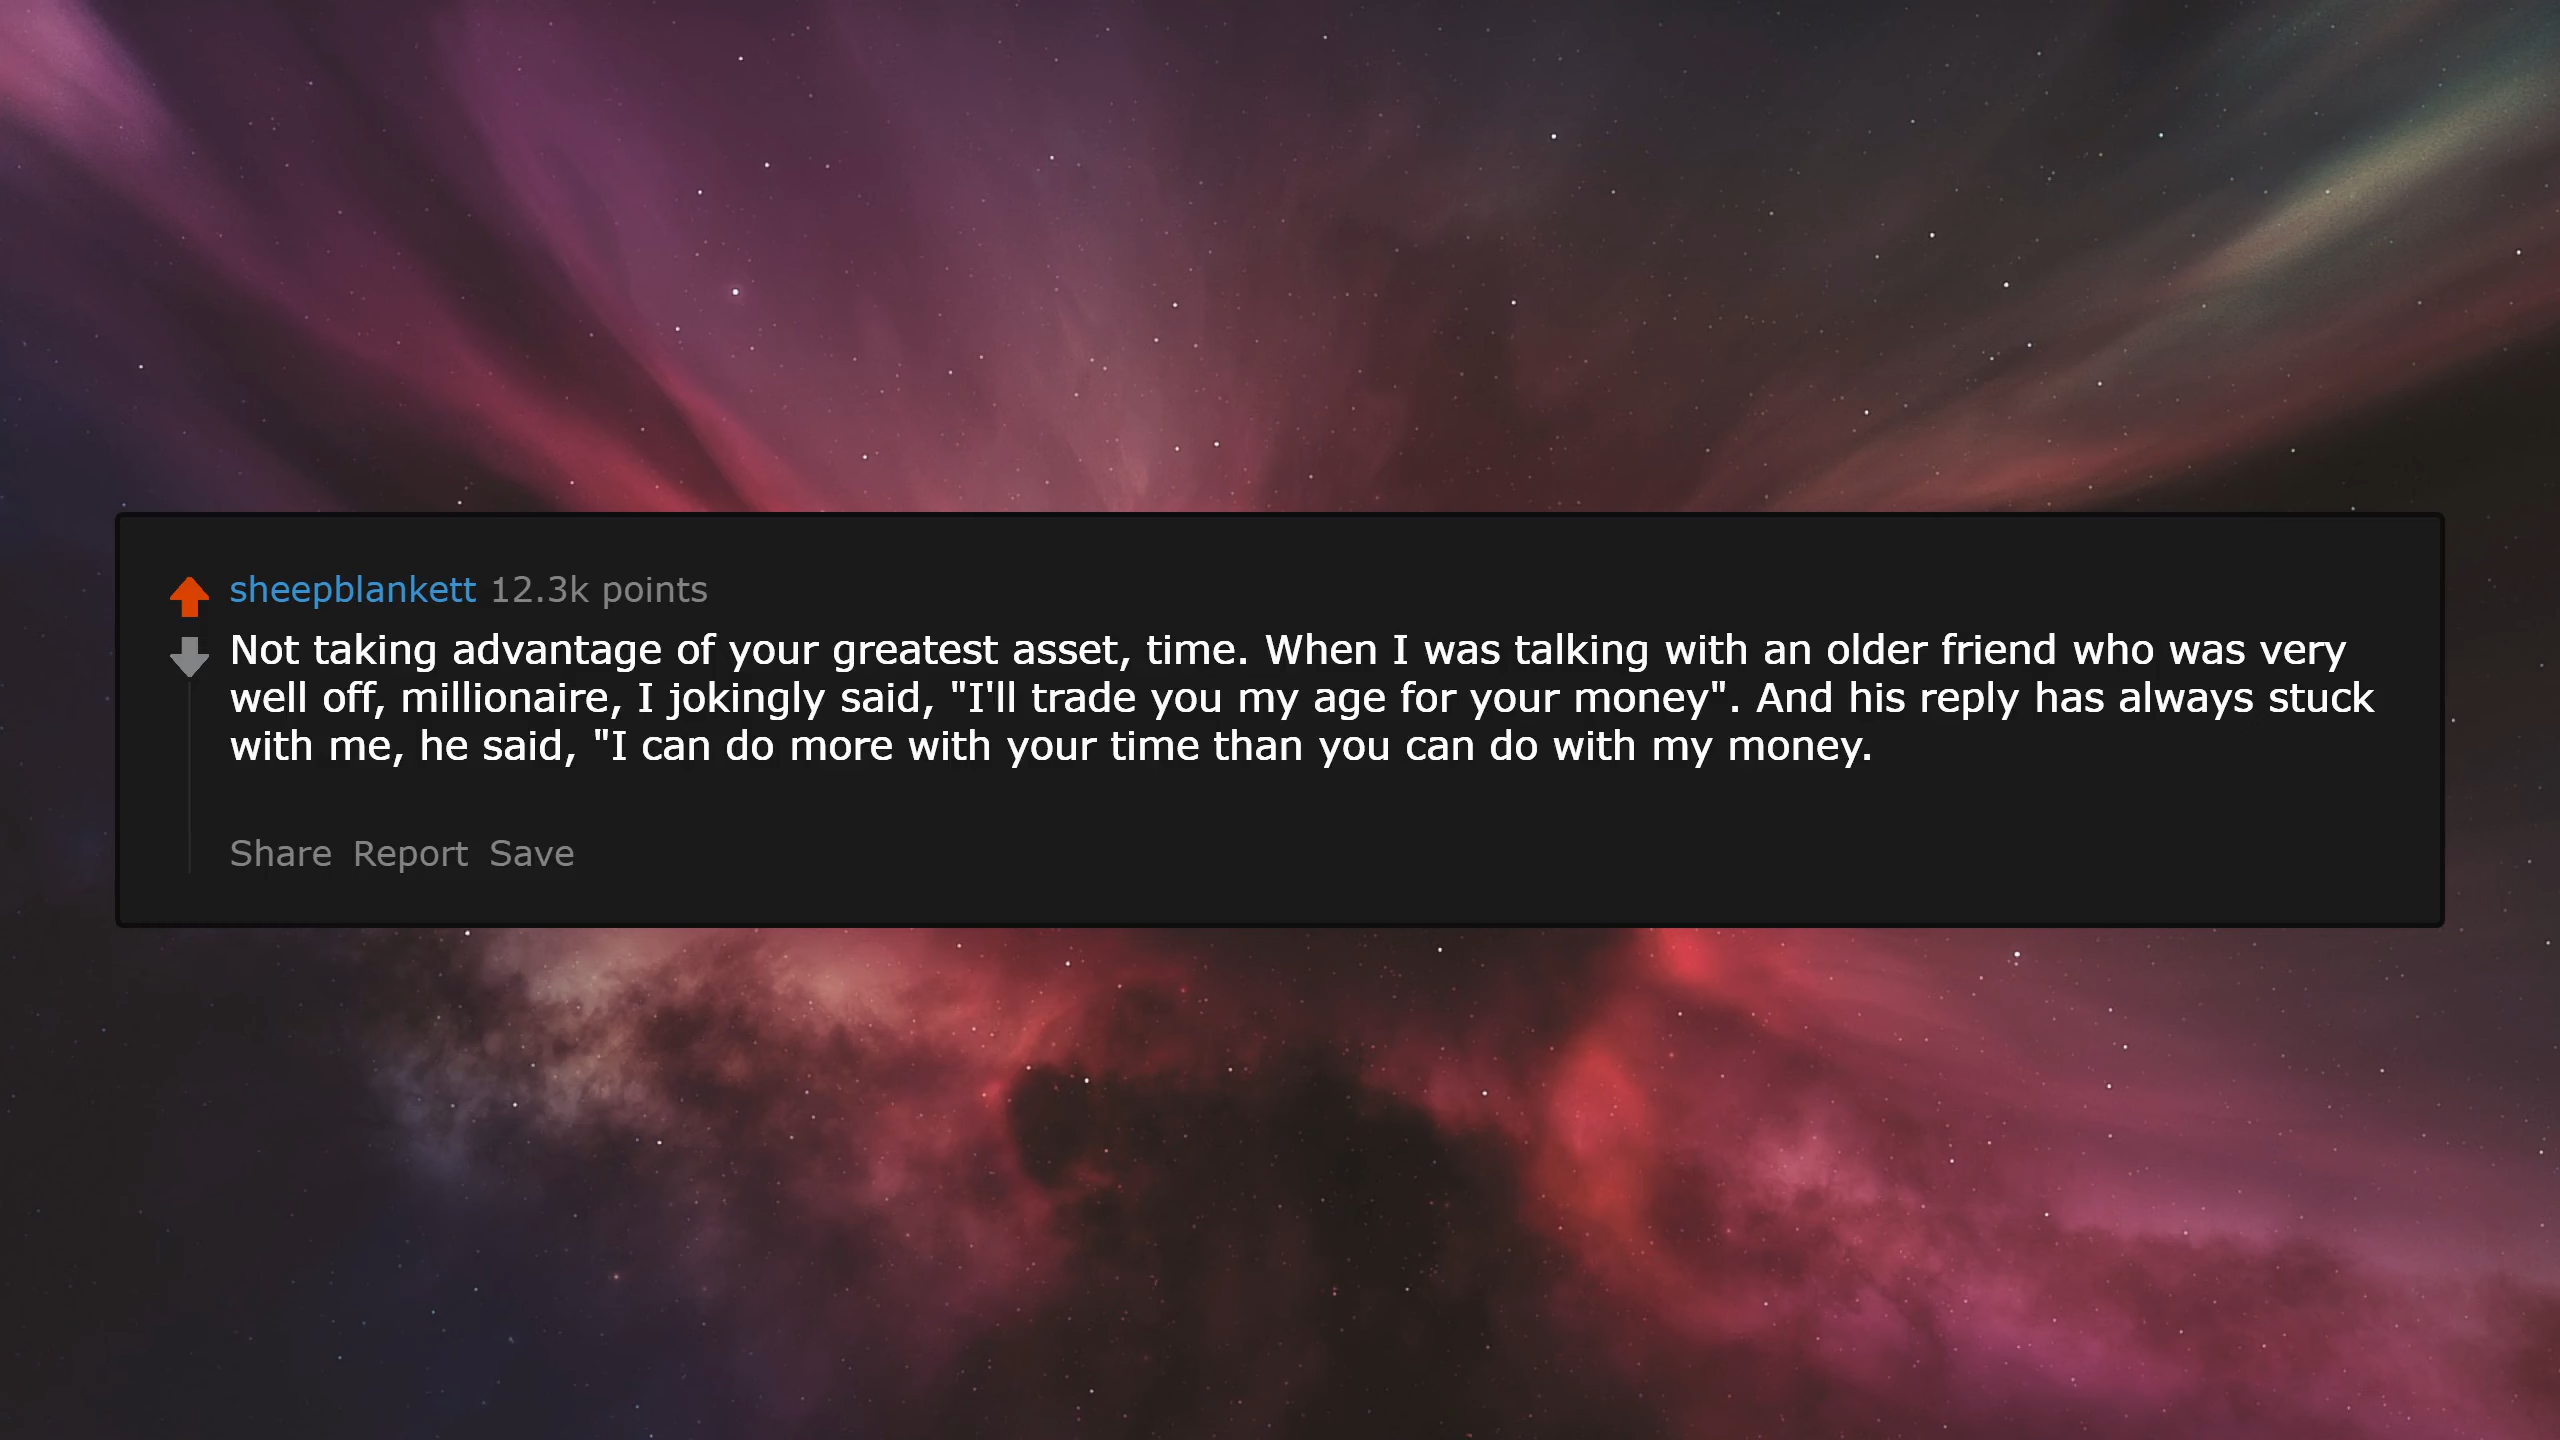 sheepblankett 12.3k points
Not taking advantage of your greatest asset, time. When I was talking with an older friend who was very
well off, millionaire, I jokingly said, "I'll trade you my age for your money". And his reply has always stuck
with me, he said, "I can do more with your time than you can do with my money.
Share Report Save